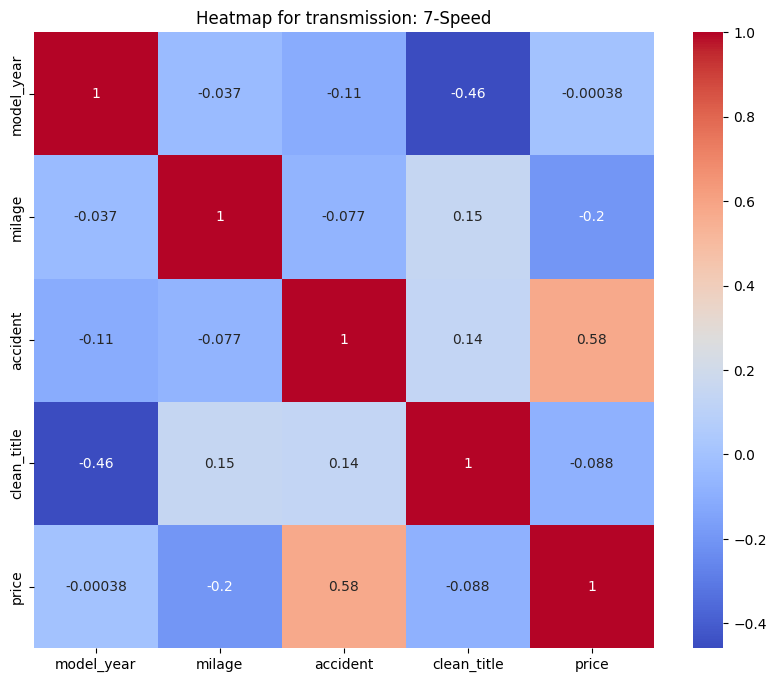 Heatmap for transmission: 7-Speed
model_year 1 -0.037 -0.11 -0.46 -0.00038
milage -0.037 1 -0.077 0.15 -0.2
accident -0.11 -0.077 1 0.14 0.58
clean_title -0.46 0.15 0.14 1 -0.088
price -0.00038 -0.2 0.58 -0.088 1
model_year milage accident clean_title price
1.0
0.8
0.6
0.4
0.2
0.0
−0.2
−0.4